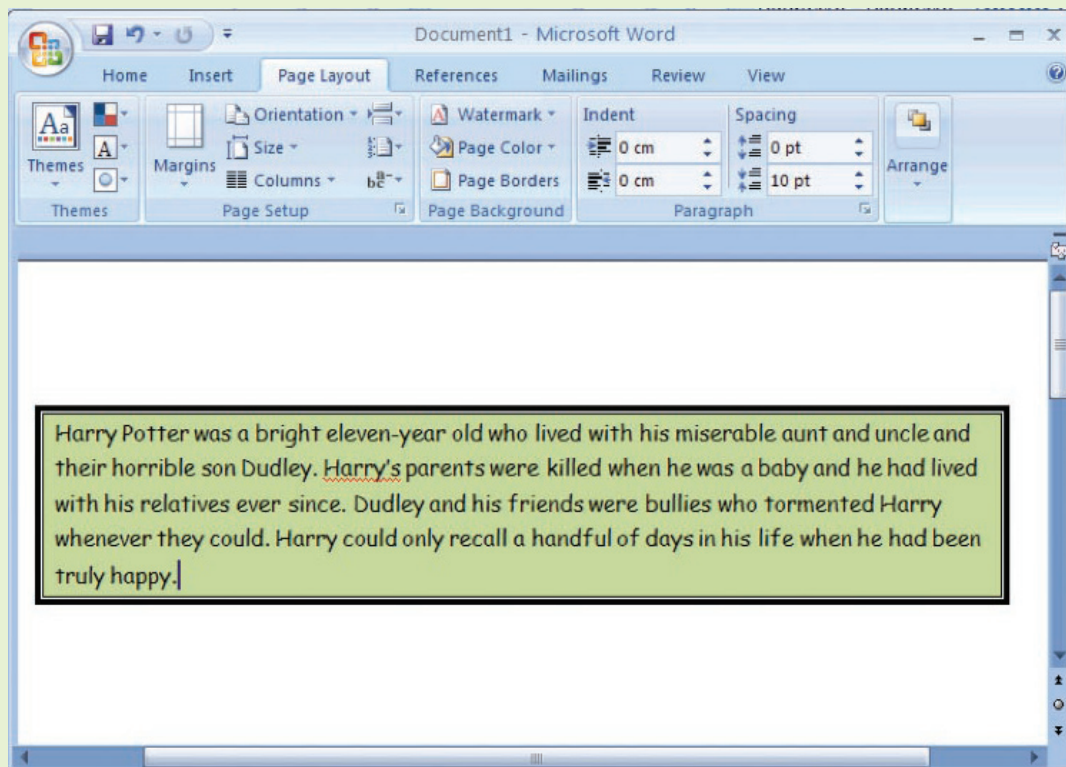 Document1 - Microsoft Word
Home Insert Page Layout References Mailings Review View
Aa Themes
Themes
Margins Orientation Size Columns
Page Setup
Watermark Page Color Page Borders
Page Background
Indent Spacing
0 cm 0 pt
0 cm 10 pt
Paragraph
Arrange
Harry Potter was a bright eleven-year old who lived with his miserable aunt and uncle and
their horrible son Dudley. Harry's parents were killed when he was a baby and he had lived
with his relatives ever since. Dudley and his friends were bullies who tormented Harry
whenever they could. Harry could only recall a handful of days in his life when he had been
truly happy.